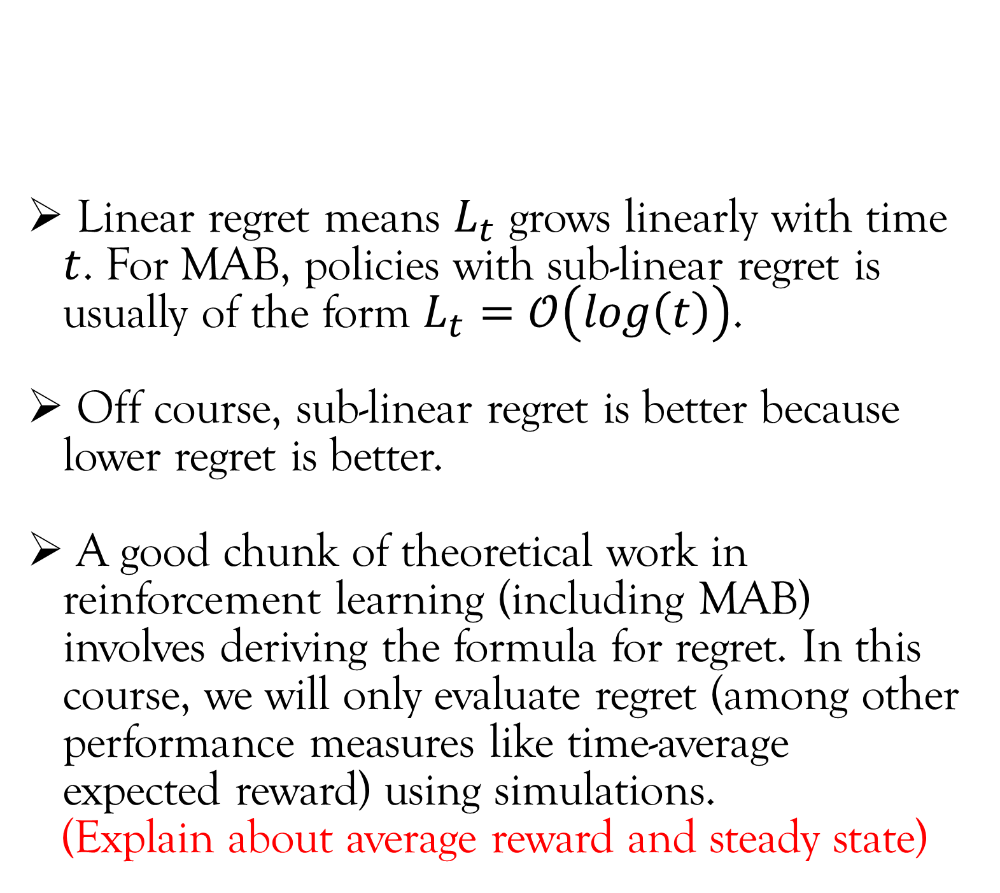 ➢ Linear regret means L_t grows linearly with time
t. For MAB, policies with sub-linear regret is
usually of the form L_t = 𝒪(log(t)).
➢ Off course, sub-linear regret is better because
lower regret is better.
➢ A good chunk of theoretical work in
reinforcement learning (including MAB)
involves deriving the formula for regret. In this
course, we will only evaluate regret (among other
performance measures like time-average
expected reward) using simulations.
(Explain about average reward and steady state)